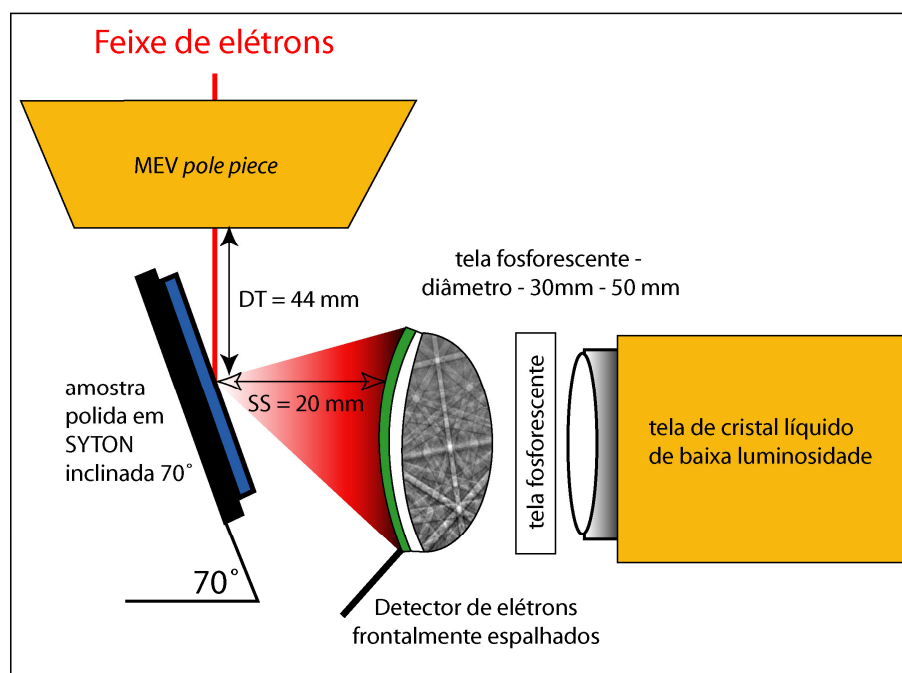 Feixe de elétrons
MEV pole piece
tela fosforescente -
diâmetro - 30mm - 50 mm
DT = 44 mm
SS = 20 mm
amostra
polida em
SYTON
inclinada 70°
70°
tela fosforescente
tela de cristal líquido
de baixa luminosidade
Detector de elétrons
frontalmente espalhados